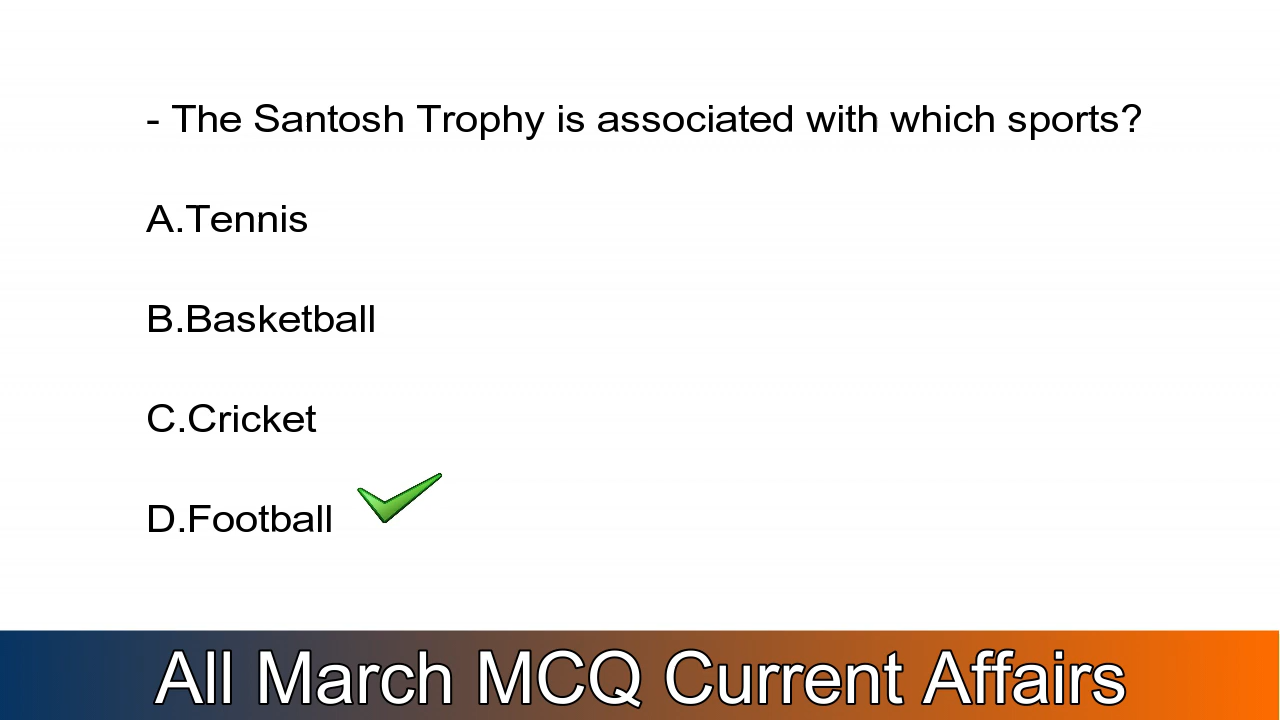 - The Santosh Trophy is associated with which sports?
A.Tennis
B.Basketball
C.Cricket
D.Football
All March MCQ Current Affairs